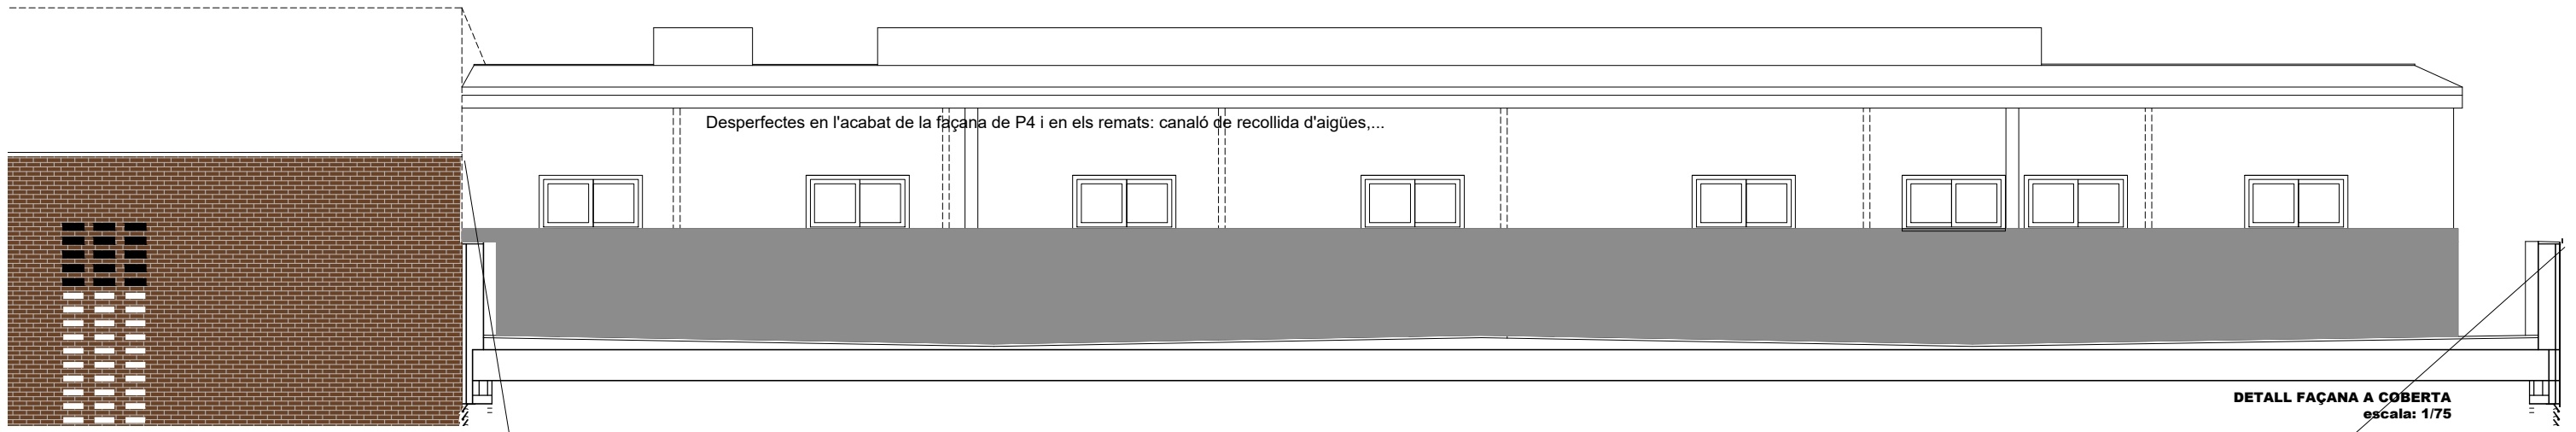 Desperfectes en l'acabat de la façana de P4 i en els remats: canaló de recollida d'aigües,...
DETALL FAÇANA A COBERTA
escala: 1/75